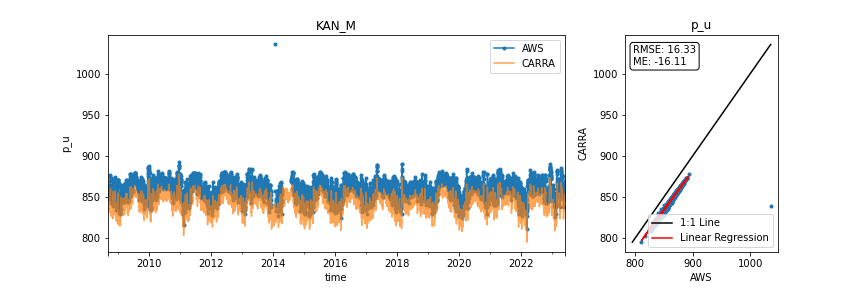 KAN_M
p_u
1000
950
900
850
800
2010
2012
2014
2016
2018
2020
2022
time
AWS
CARRA
p_u
CARRA
1000
950
900
850
800
800
900
1000
AWS
RMSE: 16.33
ME: -16.11
1:1 Line
Linear Regression